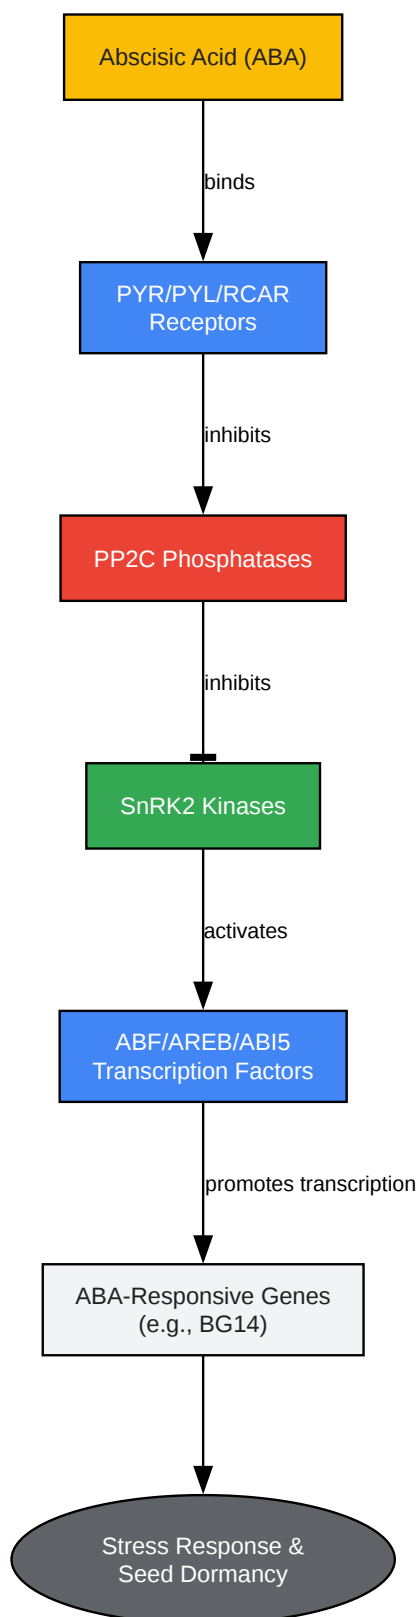 Abscisic Acid (ABA)
binds
PYR/PYL/RCAR
Receptors
inhibits
PP2C Phosphatases
inhibits
SnRK2 Kinases
activates
ABF/AREB/ABI5
Transcription Factors
promotes transcription
ABA-Responsive Genes
(e.g., BG14)
Stress Response &
Seed Dormancy